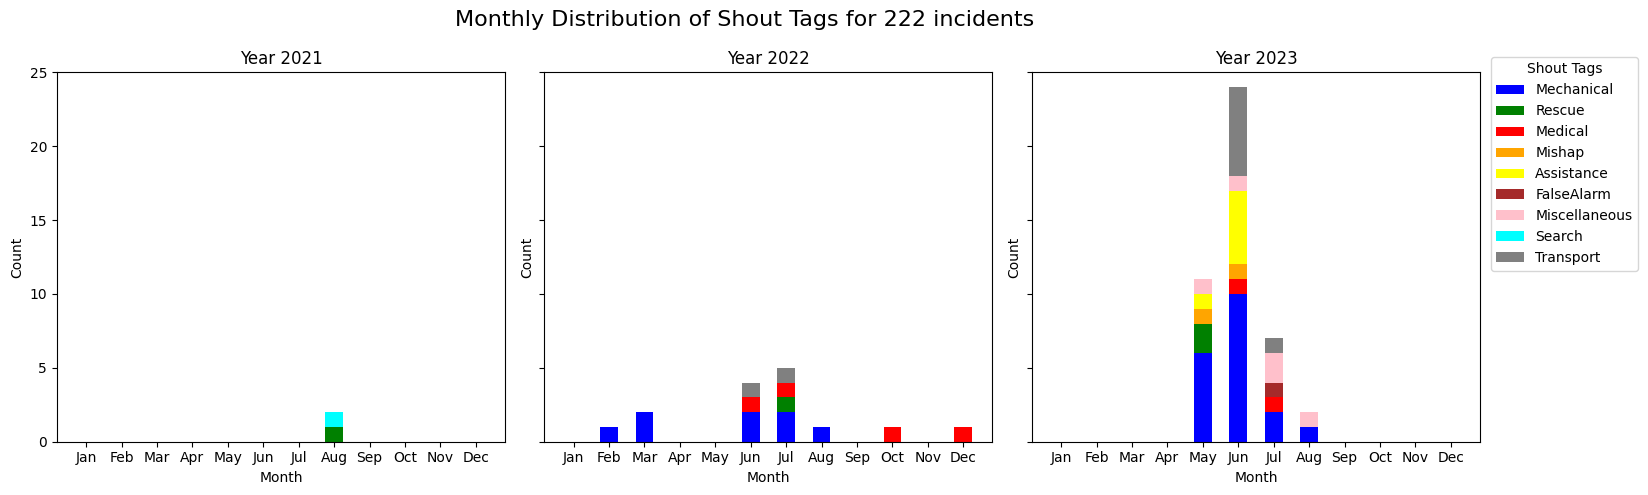 Monthly Distribution of Shout Tags for 222 incidents
Year 2021
Year 2022
Year 2023
25
20
15
10
5
0
Count
Jan Feb Mar Apr May Jun Jul Aug Sep Oct Nov Dec
Month
Count
Jan Feb Mar Apr May Jun Jul Aug Sep Oct Nov Dec
Month
Count
Jan Feb Mar Apr May Jun Jul Aug Sep Oct Nov Dec
Month
Shout Tags
Mechanical
Rescue
Medical
Mishap
Assistance
FalseAlarm
Miscellaneous
Search
Transport